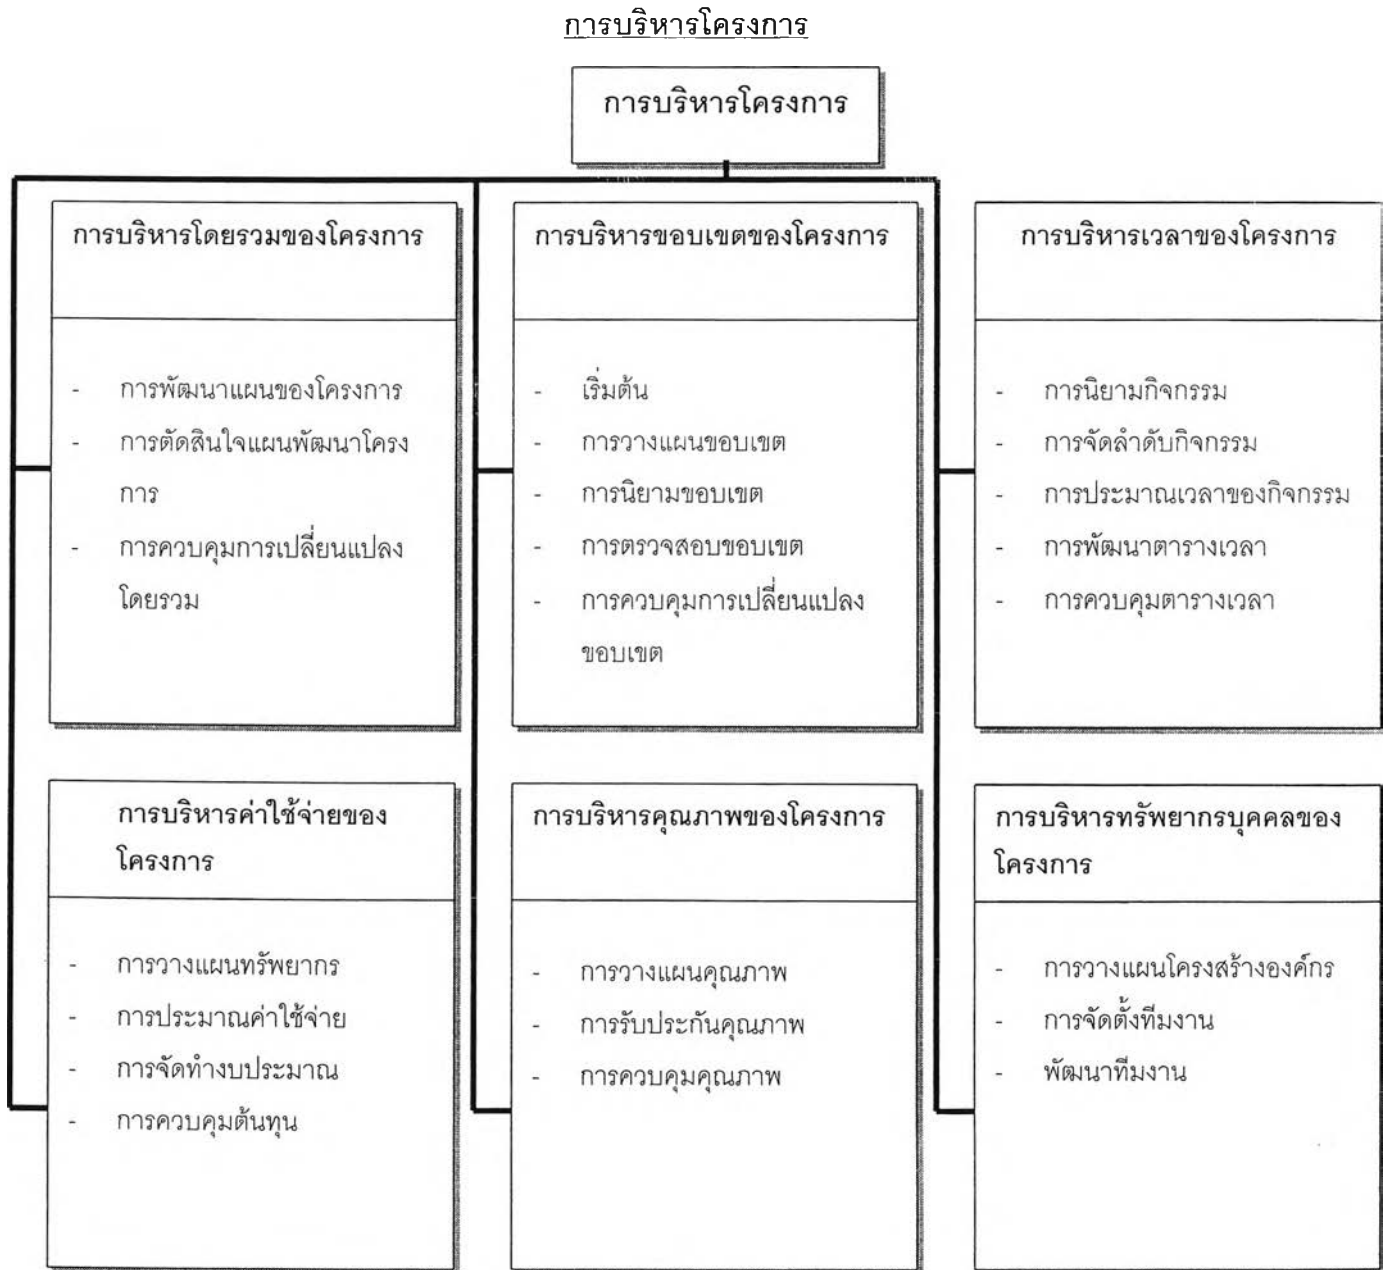 การบริหารโครงการ
การบริหารโครงการ
การบริหารโดยรวมของโครงการ
- การพัฒนาแผนของโครงการ
- การตัดสินใจแผนพัฒนาโครง
การ
- การควบคุมการเปลี่ยนแปลง
โดยรวม
การบริหารขอบเขตของโครงการ
- เริ่มต้น
- การวางแผนขอบเขต
- การนิยามขอบเขต
- การตรวจสอบขอบเขต
- การควบคุมการเปลี่ยนแปลง
ขอบเขต
การบริหารเวลาของโครงการ
- การนิยามกิจกรรม
- การจัดลำดับกิจกรรม
- การประมาณเวลาของกิจกรรม
- การพัฒนาตารางเวลา
- การควบคุมตารางเวลา
การบริหารค่าใช้จ่ายของ
โครงการ
- การวางแผนทรัพยากร
- การประมาณค่าใช้จ่าย
- การจัดทำงบประมาณ
- การควบคุมต้นทุน
การบริหารคุณภาพของโครงการ
- การวางแผนคุณภาพ
- การรับประกันคุณภาพ
- การควบคุมคุณภาพ
การบริหารทรัพยากรบุคคลของ
โครงการ
- การวางแผนโครงสร้างองค์กร
- การจัดตั้งทีมงาน
- พัฒนาทีมงาน